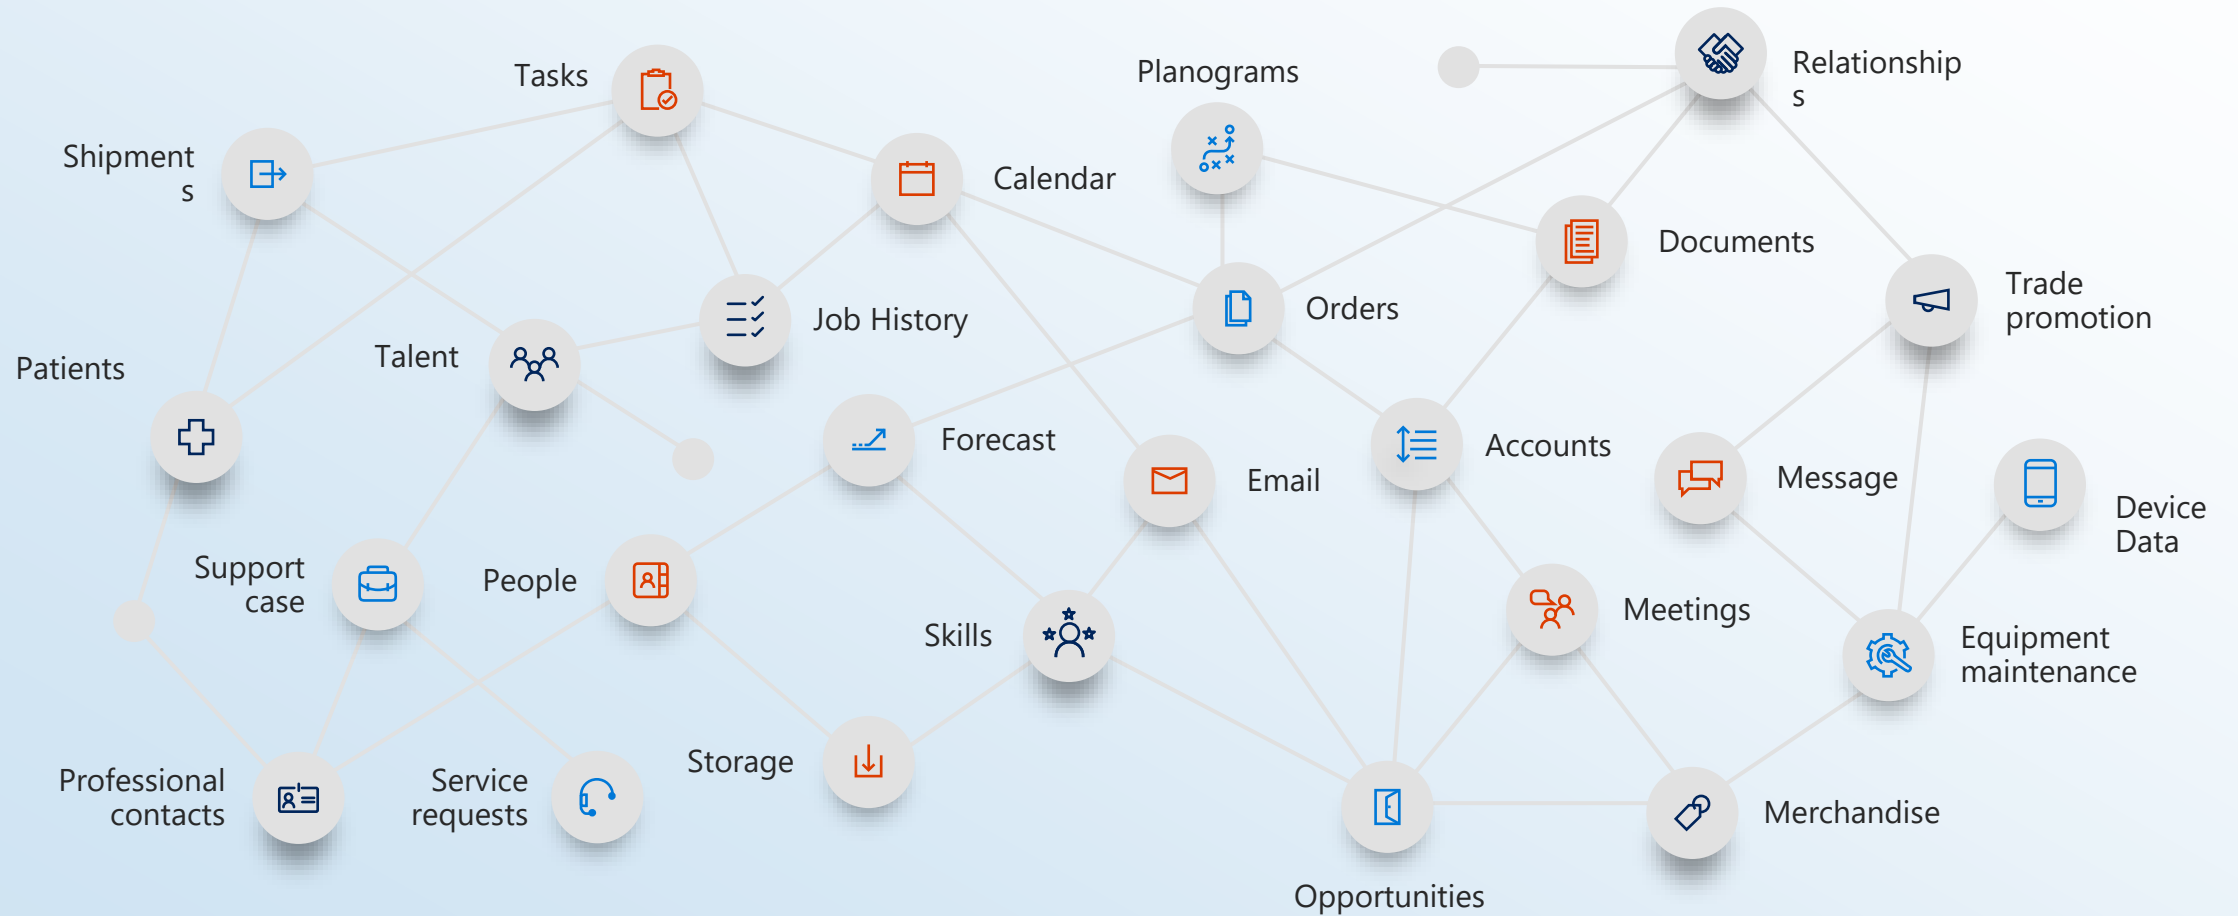 Tasks
Planograms
Relationship
s
Shipment
s
Calendar
Documents
Trade
promotion
Orders
Job History
Talent
Patients
Forecast
Accounts
Email
Message
Device
Data
Support
case
People
Skills
Meetings
Equipment
maintenance
Storage
Professional
contacts
Service
requests
Merchandise
Opportunities